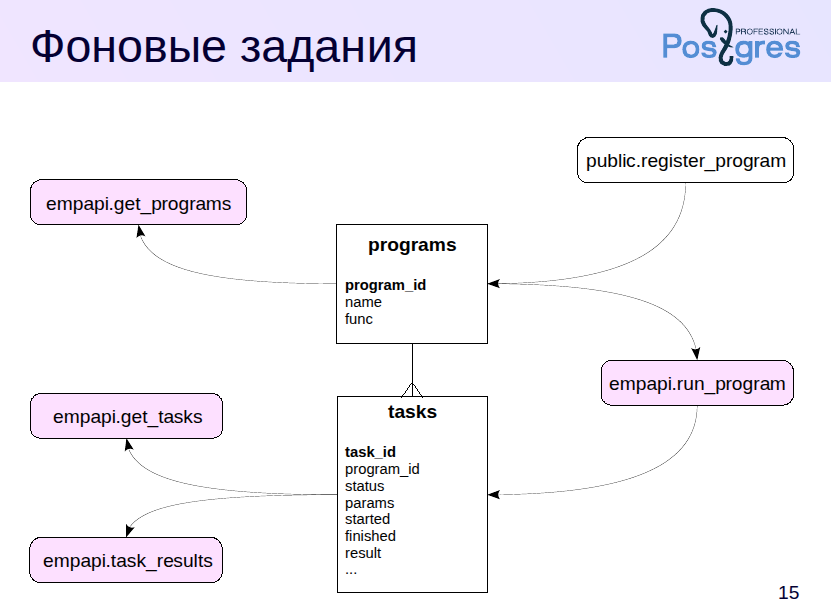 Фоновые задания
PROFESSIONAL
Postgres
public.register_program
empapi.get_programs
programs
program_id
name
func
empapi.run_program
empapi.get_tasks
tasks
task_id
program_id
status
params
started
finished
result
...
empapi.task_results
15